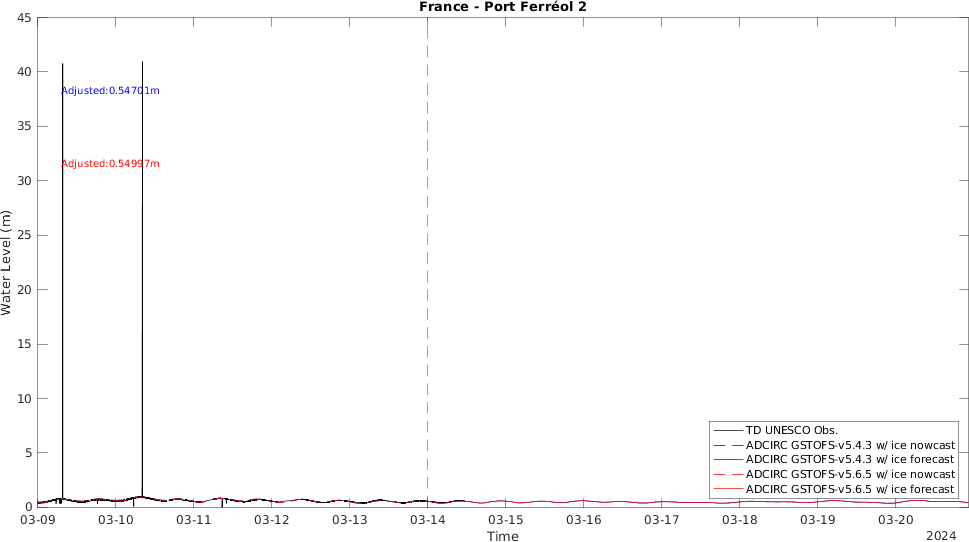 France - Port Ferréol 2
45
40
35
30
25
20
15
10
5
0
Water Level (m)
Adjusted:0.54701m
Adjusted:0.54997m
TD UNESCO Obs.
ADCIRC GSTOFS-v5.4.3 w/ ice nowcast
ADCIRC GSTOFS-v5.4.3 w/ ice forecast
ADCIRC GSTOFS-v5.6.5 w/ ice nowcast
ADCIRC GSTOFS-v5.6.5 w/ ice forecast
03-09 03-10 03-11 03-12 03-13 03-14 03-15 03-16 03-17 03-18 03-19 03-20
Time
2024